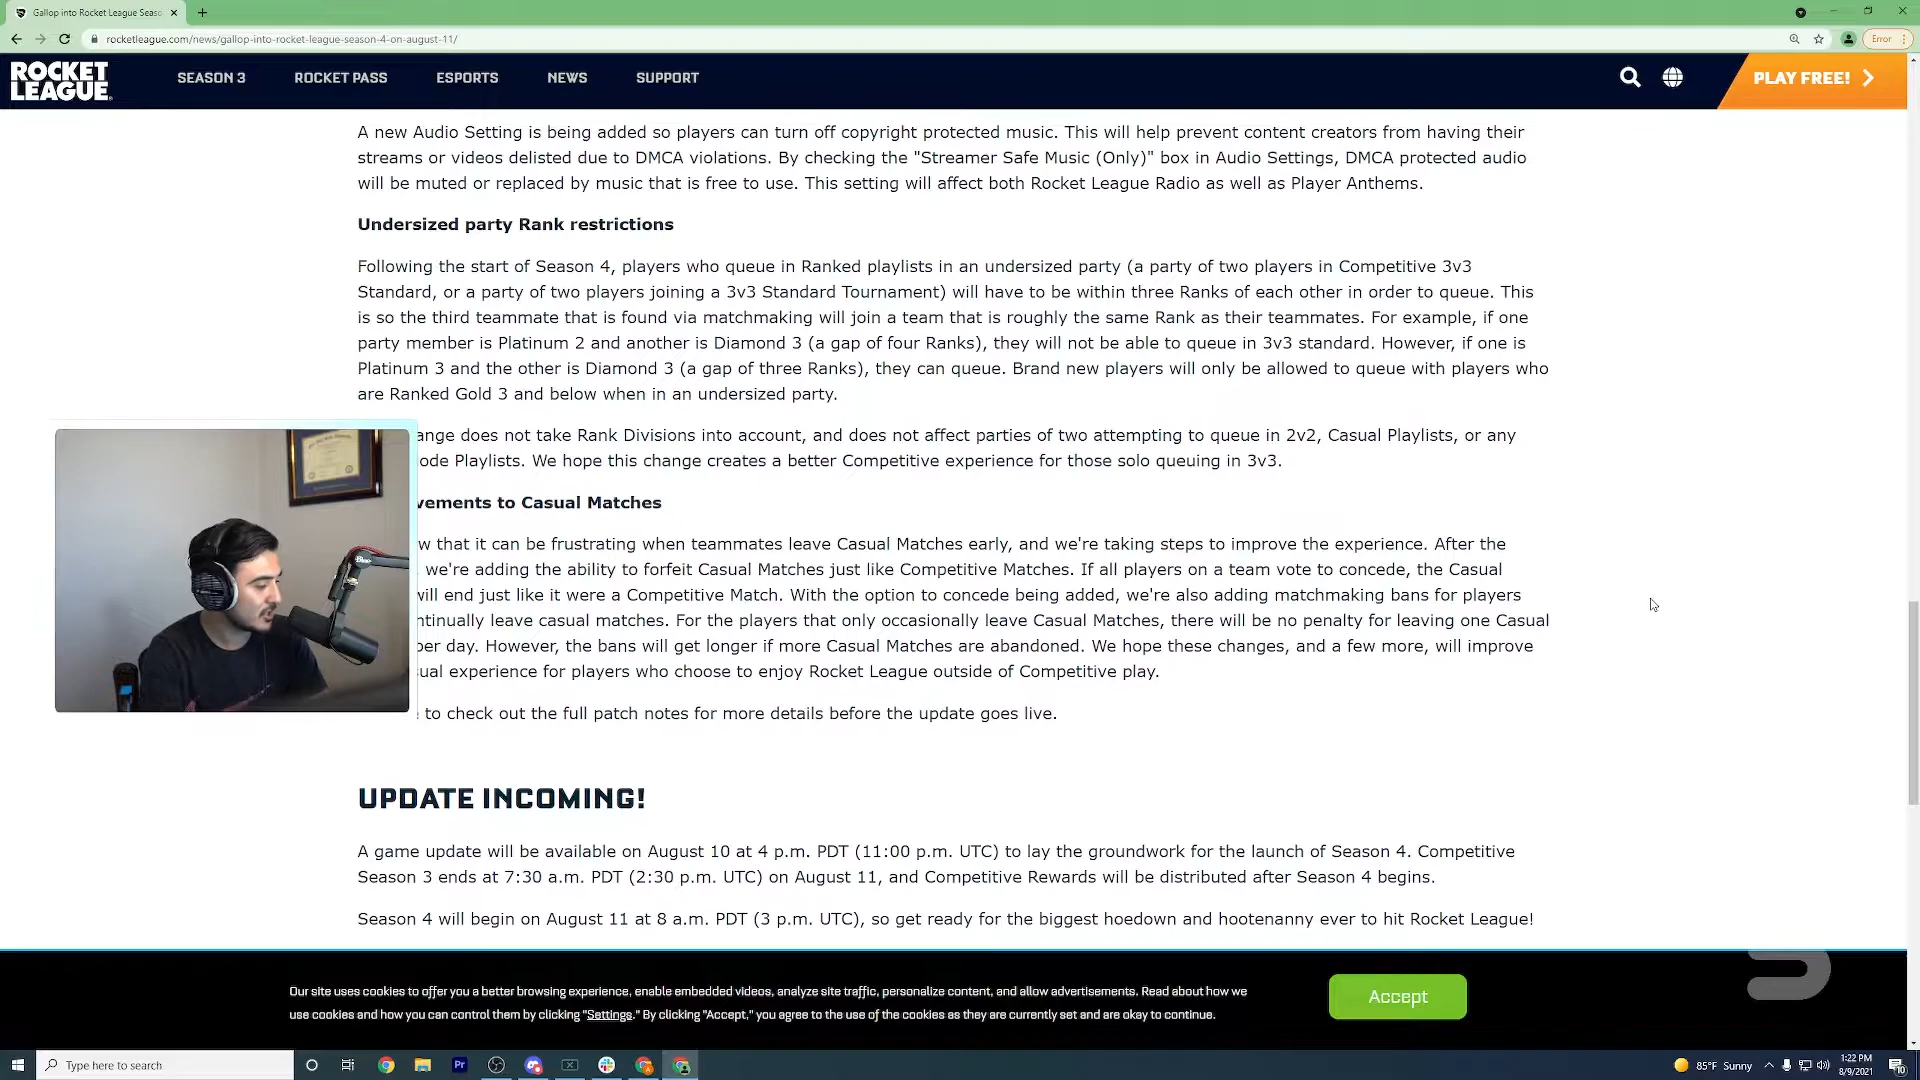 Gallop into Rocket League Seaso
rocketleague.com/news/gallop-into-rocket-league-season-4-on-august-11/
Error
ROCKET LEAGUE
SEASON 3
ROCKET PASS
ESPORTS
NEWS
SUPPORT
PLAY FREE!
A new Audio Setting is being added so players can turn off copyright protected music. This will help prevent content creators from having their
streams or videos delisted due to DMCA violations. By checking the "Streamer Safe Music (Only)" box in Audio Settings, DMCA protected audio
will be muted or replaced by music that is free to use. This setting will affect both Rocket League Radio as well as Player Anthems.
Undersized party Rank restrictions
Following the start of Season 4, players who queue in Ranked playlists in an undersized party (a party of two players in Competitive 3v3
Standard, or a party of two players joining a 3v3 Standard Tournament) will have to be within three Ranks of each other in order to queue. This
is so the third teammate that is found via matchmaking will join a team that is roughly the same Rank as their teammates. For example, if one
party member is Platinum 2 and another is Diamond 3 (a gap of four Ranks), they will not be able to queue in 3v3 standard. However, if one is
Platinum 3 and the other is Diamond 3 (a gap of three Ranks), they can queue. Brand new players will only be allowed to queue with players who
are Ranked Gold 3 and below when in an undersized party.
ange does not take Rank Divisions into account, and does not affect parties of two attempting to queue in 2v2, Casual Playlists, or any
ode Playlists. We hope this change creates a better Competitive experience for those solo queuing in 3v3.
vements to Casual Matches
w that it can be frustrating when teammates leave Casual Matches early, and we're taking steps to improve the experience. After the
we're adding the ability to forfeit Casual Matches just like Competitive Matches. If all players on a team vote to concede, the Casual
will end just like it were a Competitive Match. With the option to concede being added, we're also adding matchmaking bans for players
ntinually leave casual matches. For the players that only occasionally leave Casual Matches, there will be no penalty for leaving one Casual
per day. However, the bans will get longer if more Casual Matches are abandoned. We hope these changes, and a few more, will improve
sual experience for players who choose to enjoy Rocket League outside of Competitive play.
to check out the full patch notes for more details before the update goes live.
UPDATE INCOMING!
A game update will be available on August 10 at 4 p.m. PDT (11:00 p.m. UTC) to lay the groundwork for the launch of Season 4. Competitive
Season 3 ends at 7:30 a.m. PDT (2:30 p.m. UTC) on August 11, and Competitive Rewards will be distributed after Season 4 begins.
Season 4 will begin on August 11 at 8 a.m. PDT (3 p.m. UTC), so get ready for the biggest hoedown and hootenanny ever to hit Rocket League!
Our site uses cookies to offer you a better browsing experience, enable embedded videos, analyze site traffic, personalize content, and allow advertisements. Read about how we
use cookies and how you can control them by clicking "Settings." By clicking "Accept," you agree to the use of the cookies as they are currently set and are okay to continue.
Accept
Type here to search
Pr
85°F Sunny
1:22 PM
8/9/2021
10